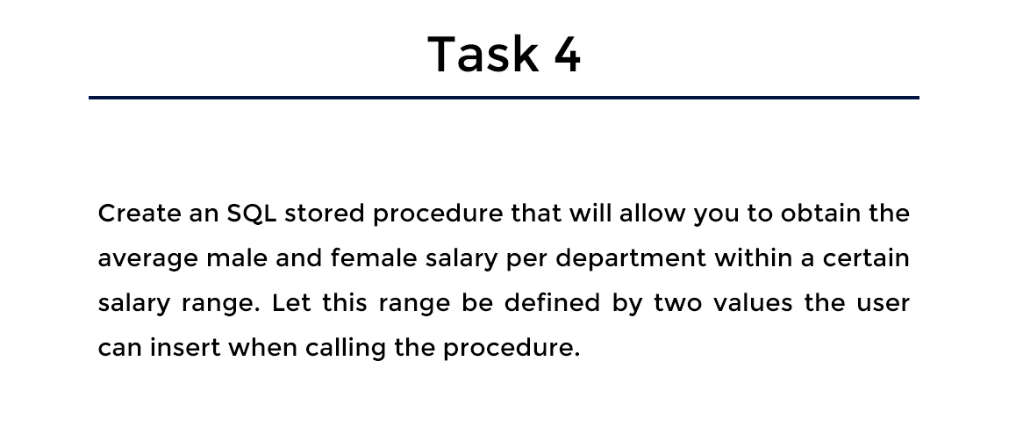 Task 4
Create an SQL stored procedure that will allow you to obtain the
average male and female salary per department within a certain
salary range. Let this range be defined by two values the user
can insert when calling the procedure.